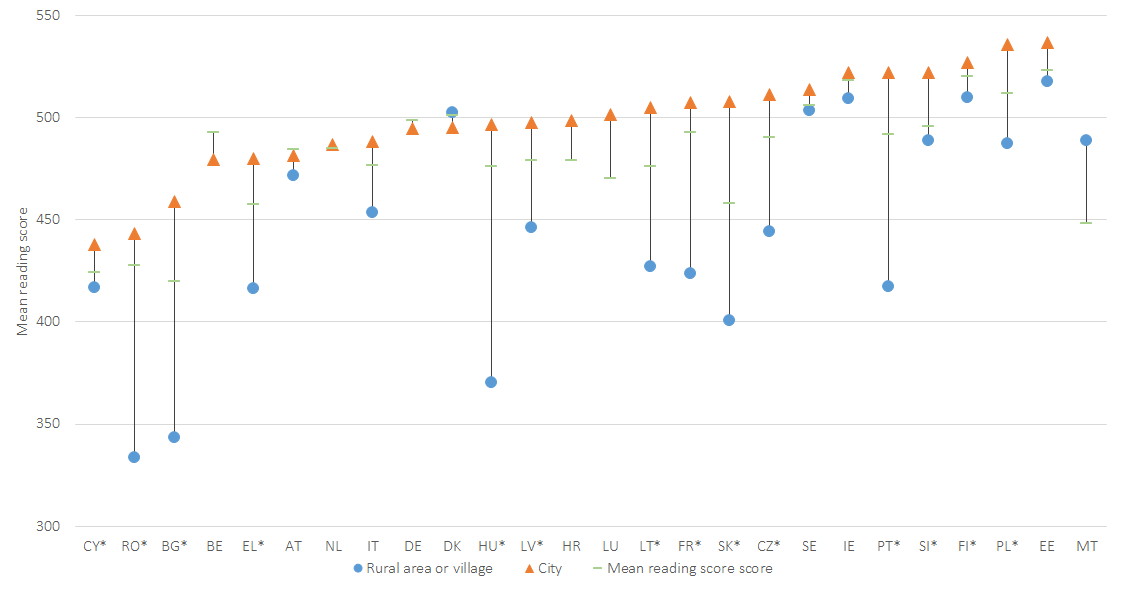 550
500
450
400
350
300
Mean reading score
CY* RO* BG* BE EL* AT NL IT DE DK HU* LV* HR LU LT* FR* SK* CZ* SE IE PT* SI* FI* PL* EE MT
Rural area or village City Mean reading score score